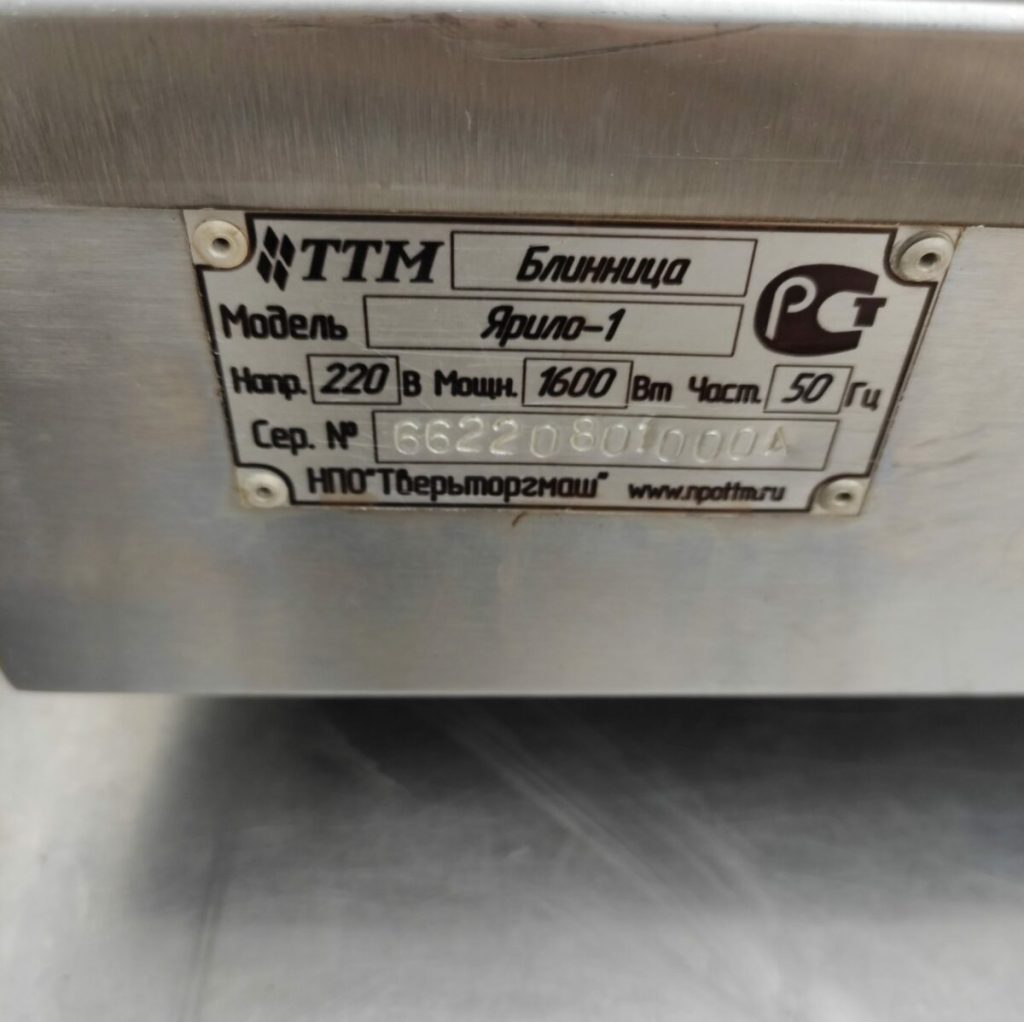 ТТМ Блинница
РСТ
Модель Ярило-1
Напр. 220 В Мощн. 1600 Вт Част. 50 Гц
Сер. №
НПО "Тверьторгмаш" www.npottm.ru